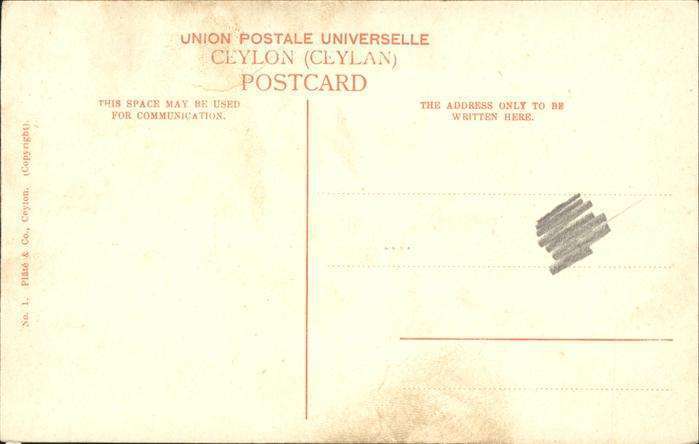 UNION POSTALE UNIVERSELLE
CEYLON (CEYLAN)
POSTCARD
THIS SPACE MAY BE USED
FOR COMMUNICATION.
THE ADDRESS ONLY TO BE
WRITTEN HERE.
No. 1. Plâté & Co., Ceylon. (Copyright).